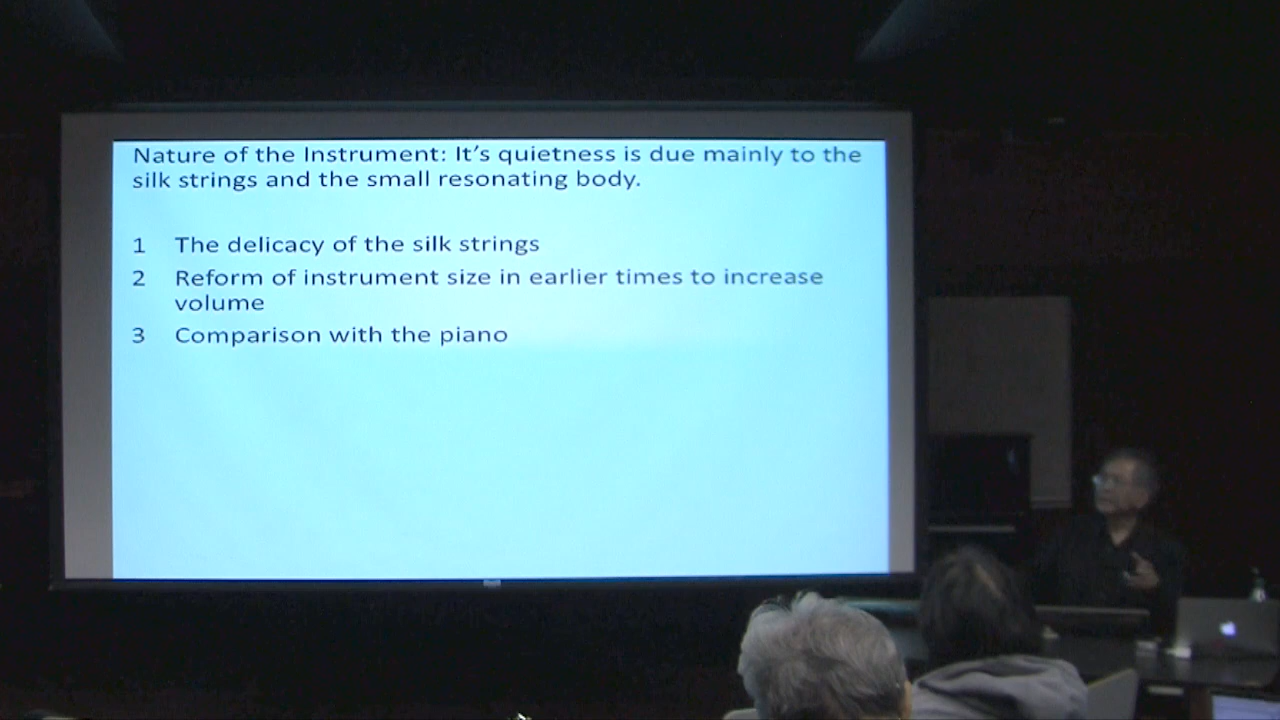 Nature of the Instrument: It's quietness is due mainly to the
silk strings and the small resonating body.
1 The delicacy of the silk strings
2 Reform of instrument size in earlier times to increase
volume
3 Comparison with the piano